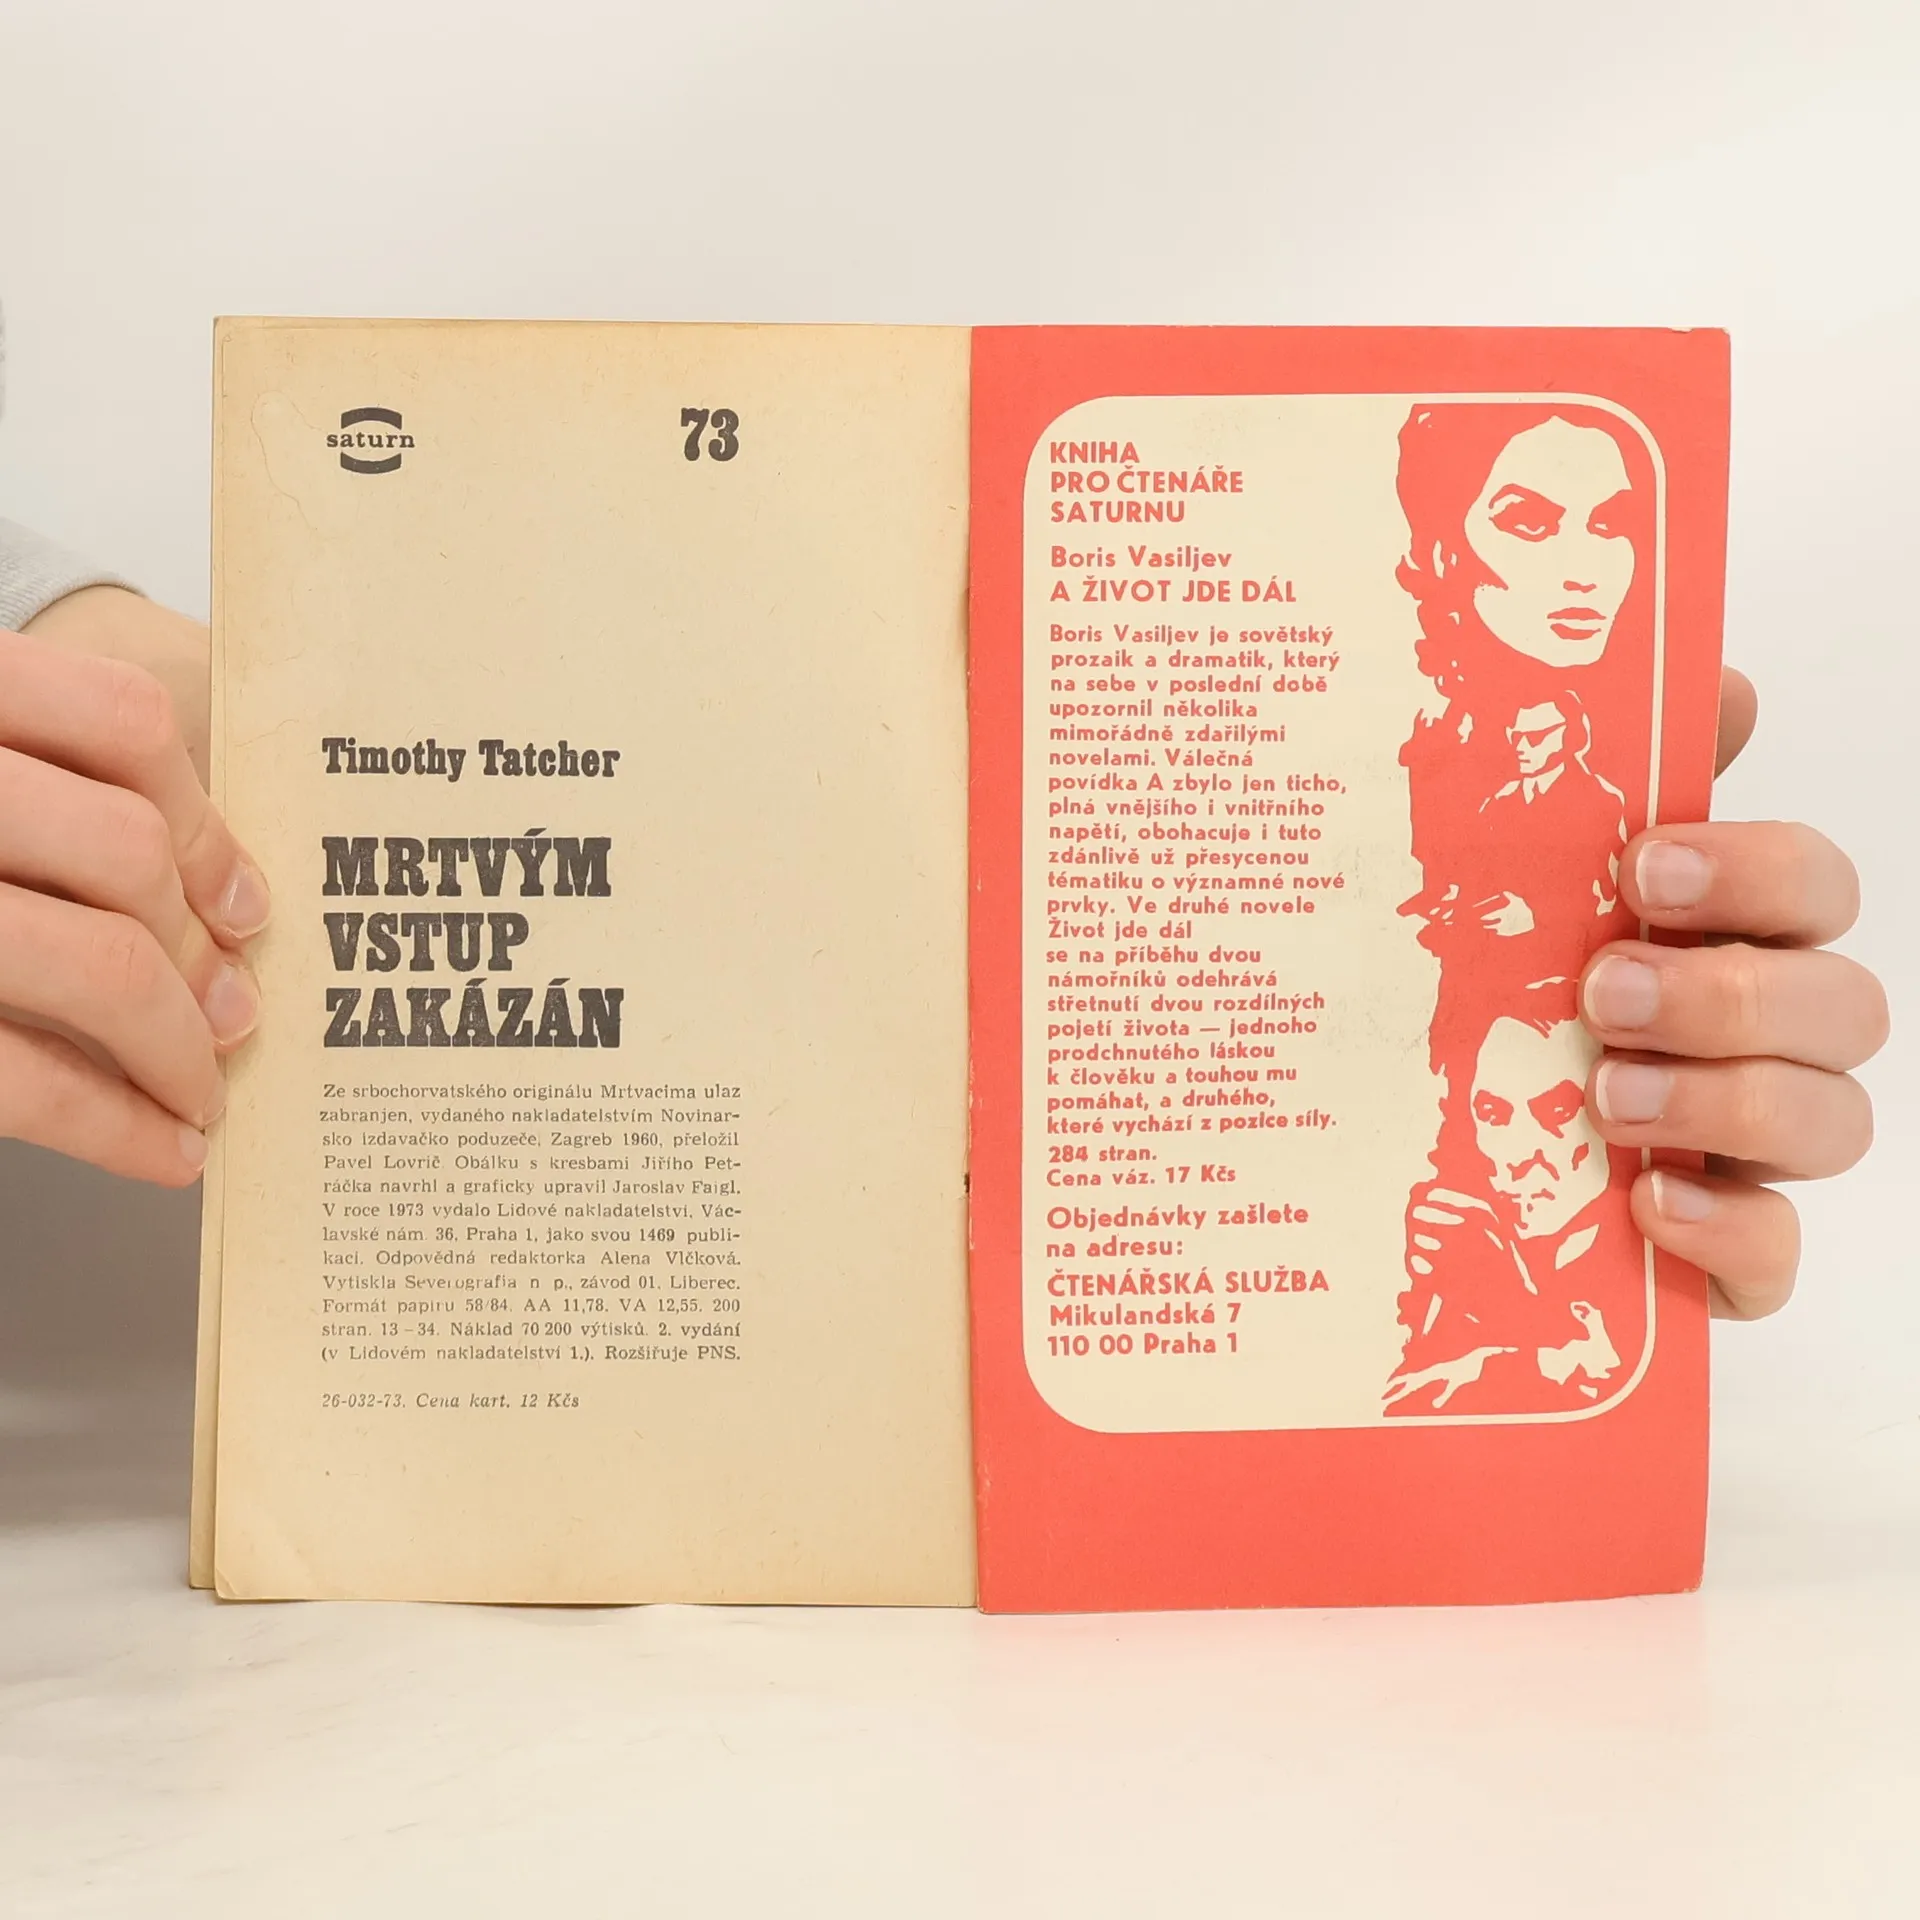 saturn
73
Timothy Tatcher
MRTVÝM
VSTUP
ZAKÁZÁN
Ze srbochorvatského originálu Mrtvacima ulaz
zabranjen, vydaného nakladatelstvím Novinar-
sko izdavačko poduzeče, Zagreb 1960, přeložil
Pavel Lovrič. Obálku s kresbami Jiřího Pet-
ráčka navrhl a graficky upravil Jaroslav Faigl.
V roce 1973 vydalo Lidové nakladatelství, Vác-
lavské nám. 36, Praha 1, jako svou 1469 publi-
kaci. Odpovědná redaktorka Alena Vlčková.
Vytiskla Severografia n p., závod 01, Liberec.
Formát papíru 58/84. AA 11,78. VA 12,55. 200
stran. 13 – 34. Náklad 70 200 výtisků. 2. vydání
(v Lidovém nakladatelství 1.). Rozšiřuje PNS.
26-032-73. Cena kart. 12 Kčs
KNIHA
PRO ČTENÁŘE
SATURNU
Boris Vasiljev
A ŽIVOT JDE DÁL
Boris Vasiljev je sovětský
prozaik a dramatik, který
na sebe v poslední době
upozornil několika
mimořádně zdařilými
novelami. Válečná
povídka A zbylo jen ticho,
plná vnějšího i vnitřního
napětí, obohacuje i tuto
zdánlivě už přesycenou
tématiku o významné nové
prvky. Ve druhé novele
Život jde dál
se na příběhu dvou
námořníků odehrává
střetnutí dvou rozdílných
pojetí života — jednoho
prodchnutého láskou
k člověku a touhou mu
pomáhat, a druhého,
které vychází z pozice síly.
284 stran.
Cena váz. 17 Kčs
Objednávky zašlete
na adresu:
ČTENÁŘSKÁ SLUŽBA
Mikulandská 7
110 00 Praha 1